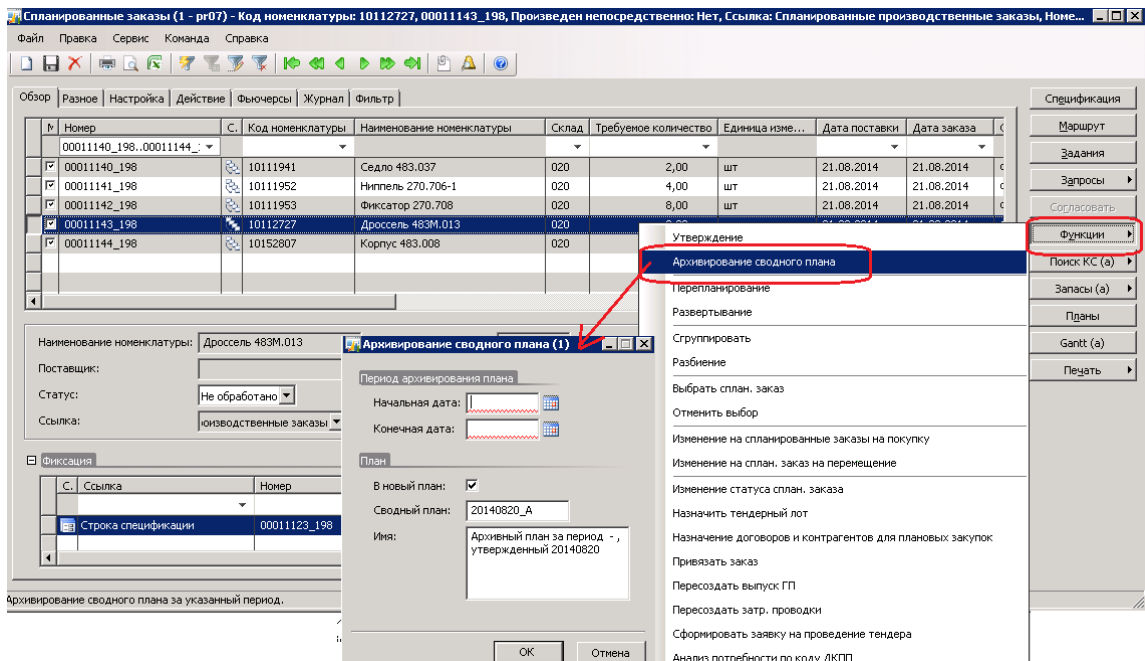 Спланированные заказы (1 - pr07) - Код номенклатуры: 10112727, 00011143_198, Произведен непосредственно: Нет, Ссылка: Спланированные производственные заказы, Номе...
Файл Правка Сервис Команда Справка
Обзор Разное Настройка Действие Фьючерсы Журнал Фильтр
Номер С. Код номенклатуры Наименование номенклатуры Склад Требуемое количество Единица изме... Дата поставки Дата заказа
00011140_198..00011144_
00011140_198 10111941 Седло 483.037 020 2,00 шт 21.08.2014 21.08.2014
00011141_198 10111952 Ниппель 270.706-1 020 4,00 шт 21.08.2014 21.08.2014
00011142_198 10111953 Фиксатор 270.708 020 8,00 шт 21.08.2014 21.08.2014
00011143_198 10112727 Дроссель 483М.013 020
00011144_198 10152807 Корпус 483.008 020
Спецификация
Маршрут
Задания
Запросы
Согласовать
Функции
Поиск КС (а)
Запасы (а)
Планы
Gantt (a)
Печать
Утверждение
Архивирование сводного плана
Перепланирование
Развертывание
Сгруппировать
Разбиение
Выбрать сплан. заказ
Отменить выбор
Изменение на спланированные заказы на покупку
Изменение на сплан. заказ на перемещение
Изменение статуса сплан. заказа
Назначить тендерный лот
Назначение договоров и контрагентов для плановых закупок
Привязать заказ
Пересоздать выпуск ГП
Пересоздать затр. проводки
Сформировать заявку на проведение тендера
Анализ потребности по коду ДКПП
Наименование номенклатуры: Дроссель 483М.013
Поставщик:
Статус: Не обработано
Ссылка: юизводственные заказы
Фиксация
С. Ссылка Номер
Строка спецификации 00011123_198
Архивирование сводного плана за указанный период.
Архивирование сводного плана (1)
Период архивирования плана
Начальная дата:
Конечная дата:
План
В новый план:
Сводный план: 20140820_A
Имя: Архивный план за период - ,
утвержденный 20140820
OK Отмена